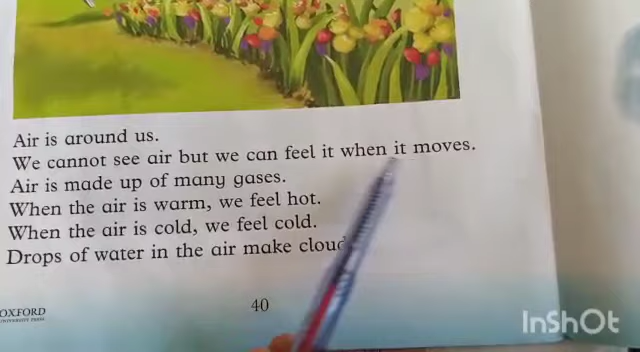 Air is around us.
We cannot see air but we can feel it when it moves.
Air is made up of many gases.
When the air is warm, we feel hot.
When the air is cold, we feel cold.
Drops of water in the air make cloud
OXFORD
UNIVERSITY PRESS
40
InShOt